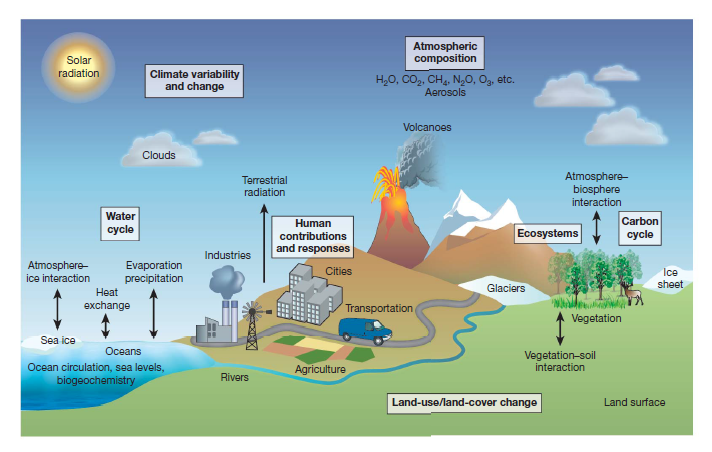 Solar
radiation
Climate variability
and change
Atmospheric
composition
H₂O, CO₂, CH₄, N₂O, O₃, etc.
Aerosols
Volcanoes
Clouds
Terrestrial
radiation
Atmosphere–
biosphere
interaction
Water
cycle
Human
contributions
and responses
Ecosystems
Carbon
cycle
Industries
Cities
Atmosphere–
ice interaction
Evaporation
precipitation
Heat
exchange
Glaciers
Ice
sheet
Transportation
Vegetation
Sea ice
Oceans
Ocean circulation, sea levels,
biogeochemistry
Rivers
Agriculture
Vegetation–soil
interaction
Land-use/land-cover change
Land surface